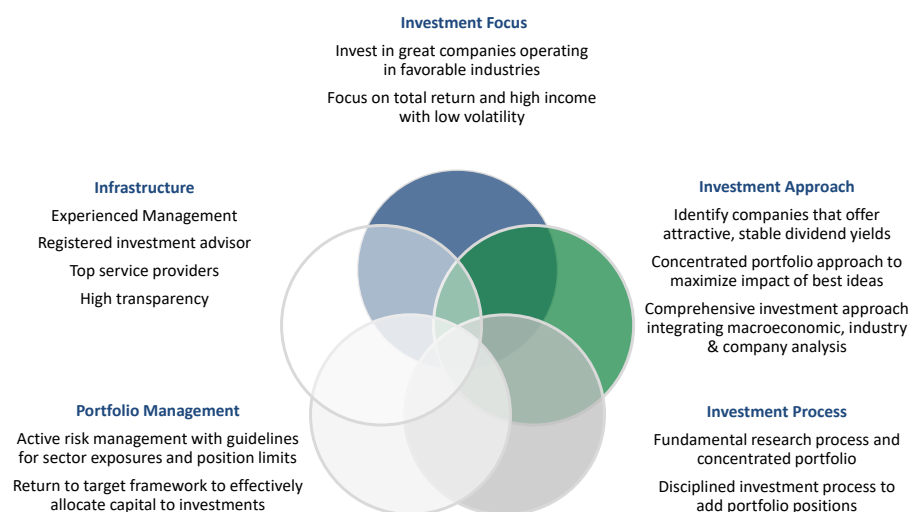 Investment Focus
Invest in great companies operating
in favorable industries
Focus on total return and high income
with low volatility
Infrastructure
Experienced Management
Registered investment advisor
Top service providers
High transparency
Investment Approach
Identify companies that offer
attractive, stable dividend yields
Concentrated portfolio approach to
maximize impact of best ideas
Comprehensive investment approach
integrating macroeconomic, industry
& company analysis
Portfolio Management
Active risk management with guidelines
for sector exposures and position limits
Return to target framework to effectively
allocate capital to investments
Investment Process
Fundamental research process and
concentrated portfolio
Disciplined investment process to
add portfolio positions